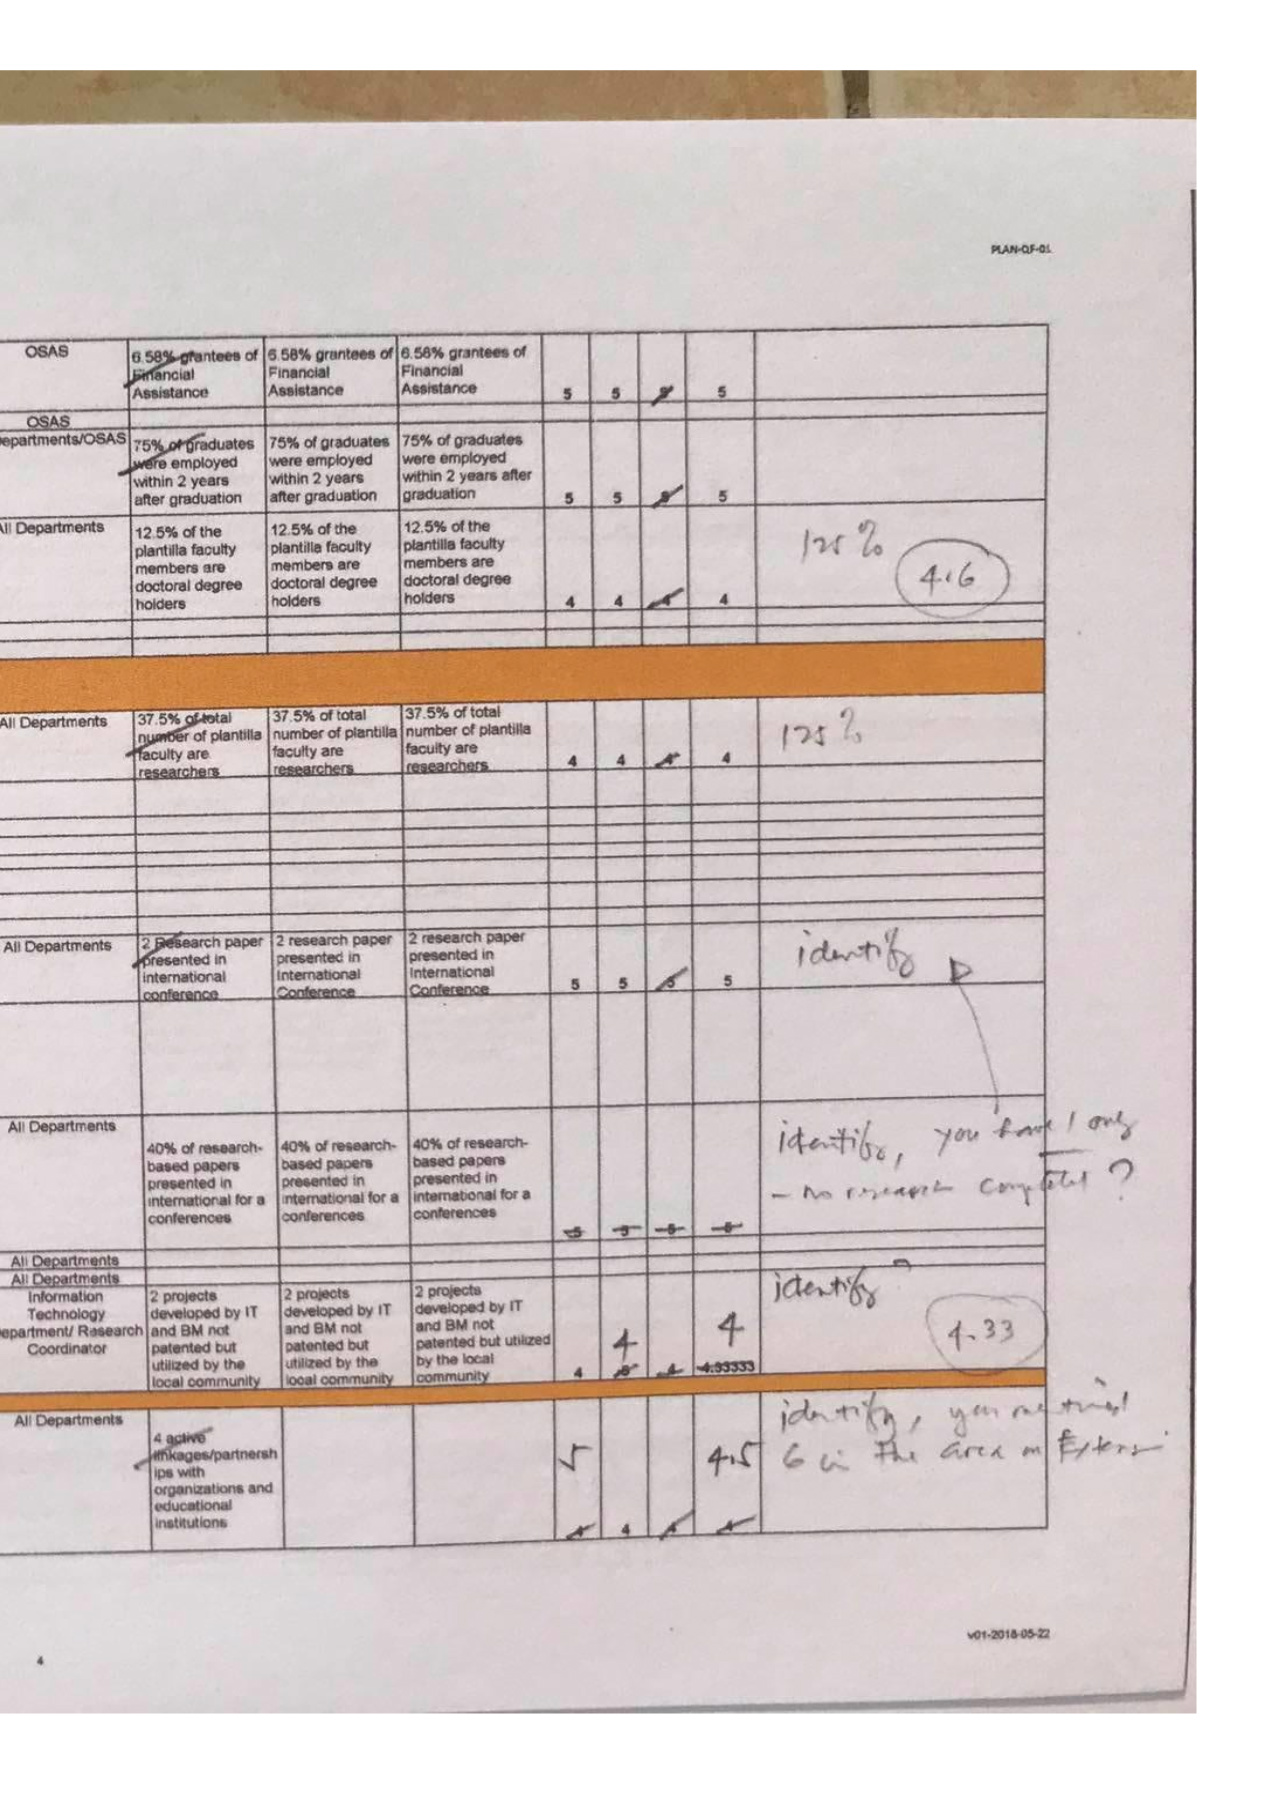 PLAN-QF-01
OSAS
6.58% grantees of
Financial
Assistance
6.58% grantees of
Financial
Assistance
6.58% grantees of
Financial
Assistance
5 5 5
OSAS
epartments/OSAS
75% of graduates
were employed
within 2 years
after graduation
75% of graduates
were employed
within 2 years
after graduation
75% of graduates
were employed
within 2 years after
graduation
5 5 5
All Departments
12.5% of the
plantilla faculty
members are
doctoral degree
holders
12.5% of the
plantilla faculty
members are
doctoral degree
holders
12.5% of the
plantilla faculty
members are
doctoral degree
holders
4 4 4 4
125%
4.16
All Departments
37.5% of total
number of plantilla
faculty are
researchers
37.5% of total
number of plantilla
faculty are
researchers
37.5% of total
number of plantilla
faculty are
researchers
4 4 4 4
125%
All Departments
2 Research paper
presented in
international
conference
2 research paper
presented in
International
Conference
2 research paper
presented in
International
Conference
5 5 5 5
identify
All Departments
40% of research-
based papers
presented in
international for a
conferences
40% of research-
based papers
presented in
international for a
conferences
40% of research-
based papers
presented in
international for a
conferences
5 5 5 5
identify, you have 1 only
- no research completed?
All Departments
All Departments
Information
Technology
epartment/ Research
Coordinator
2 projects
developed by IT
and BM not
patented but
utilized by the
local community
2 projects
developed by IT
and BM not
patented but
utilized by the
local community
2 projects
developed by IT
and BM not
patented but utilized
by the local
community
4 4
4 5 4 4.33333
identify
4.33
All Departments
4 active
linkages/partnersh
ips with
organizations and
educational
institutions
5 4.5
4 4 4 4
identify, you mentioned
6 in the area on Extens
v01-2018-05-22
4